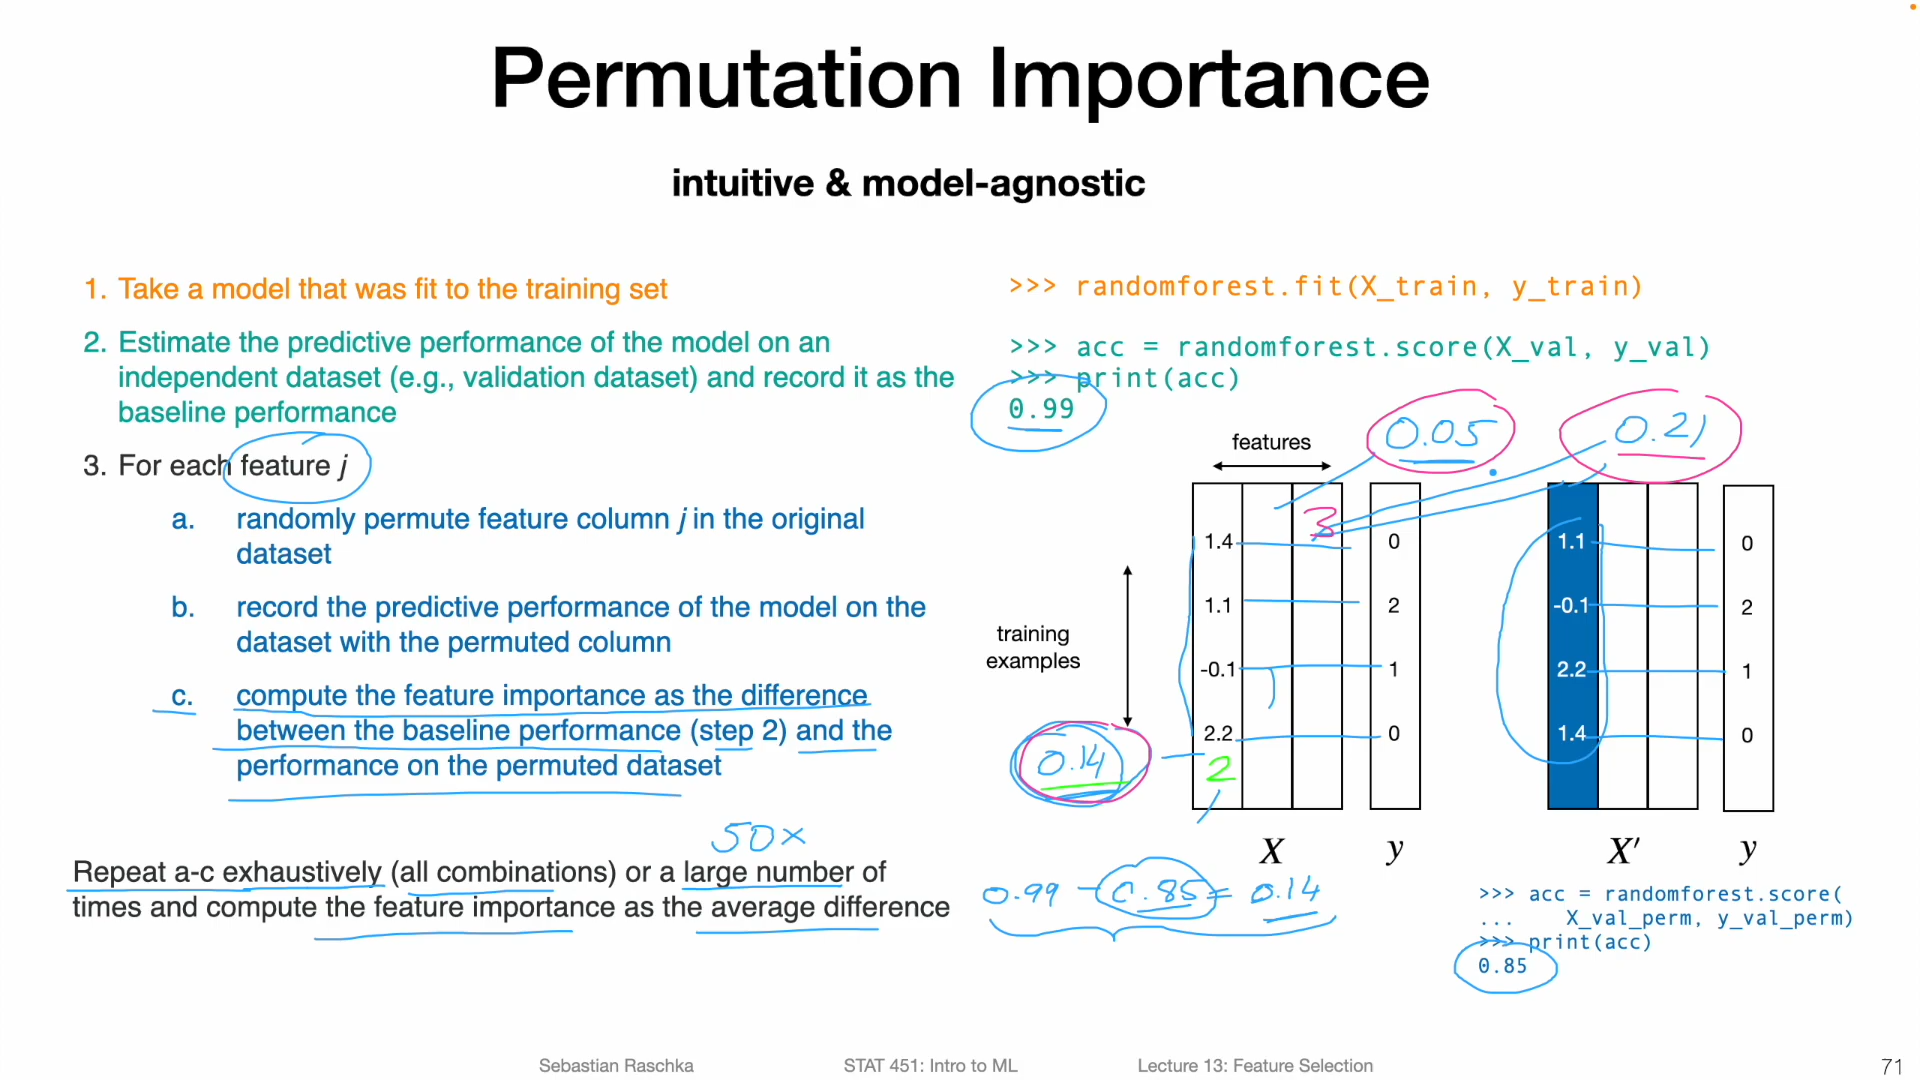 Permutation Importance
intuitive & model-agnostic
1. Take a model that was fit to the training set
2. Estimate the predictive performance of the model on an
independent dataset (e.g., validation dataset) and record it as the
baseline performance
3. For each feature j
a. randomly permute feature column j in the original
dataset
b. record the predictive performance of the model on the
dataset with the permuted column
c. compute the feature importance as the difference
between the baseline performance (step 2) and the
performance on the permuted dataset
50x
Repeat a-c exhaustively (all combinations) or a large number of
times and compute the feature importance as the average difference
>>> randomforest.fit(X_train, y_train)
>>> acc = randomforest.score(X_val, y_val)
>>> print(acc)
0.99
0.05
0.21
features
training
examples
3
1.4 0
1.1 2
-0.1 1
2.2 0
0.14
2
X y
1.1 0
-0.1 2
2.2 1
1.4 0
X′ y
0.99 - 0.85 = 0.14
>>> acc = randomforest.score(
... X_val_perm, y_val_perm)
>>> print(acc)
0.85
Sebastian Raschka STAT 451: Intro to ML Lecture 13: Feature Selection 71